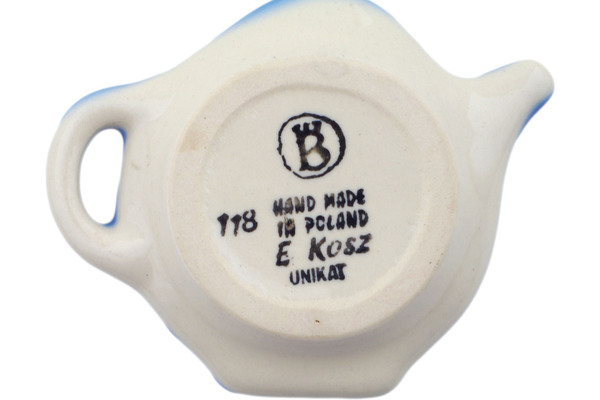 B
118 HAND MADE
IN POLAND
E KOSZ
UNIKAT